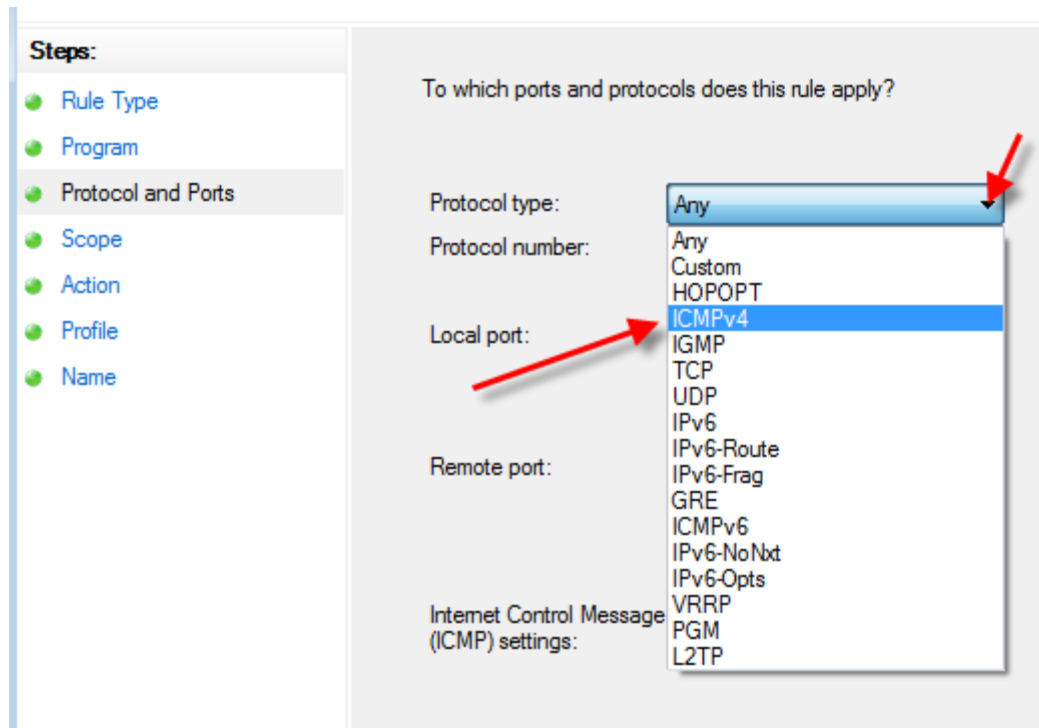 Steps:
Rule Type
Program
Protocol and Ports
Scope
Action
Profile
Name
To which ports and protocols does this rule apply?
Protocol type:
Any
Protocol number:
Any
Custom
HOPOPT
ICMPv4
IGMP
TCP
UDP
IPv6
IPv6-Route
IPv6-Frag
GRE
ICMPv6
IPv6-NoNxt
IPv6-Opts
VRRP
PGM
L2TP
Local port:
Remote port:
Internet Control Message
(ICMP) settings: